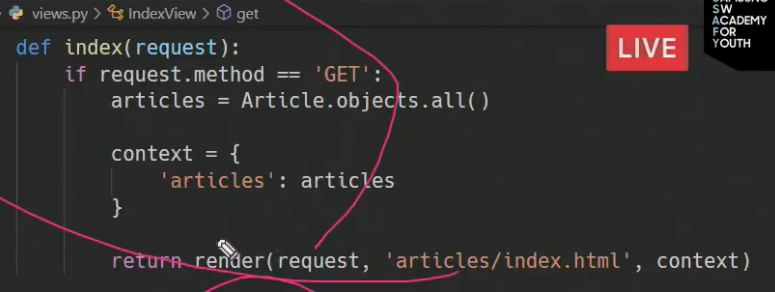 views.py > IndexView > get
def index(request):
if request.method == 'GET':
articles = Article.objects.all()
context = {
'articles': articles
}
return render(request, 'articles/index.html', context)
LIVE
SAMSUNG
SW
ACADEMY
FOR
YOUTH